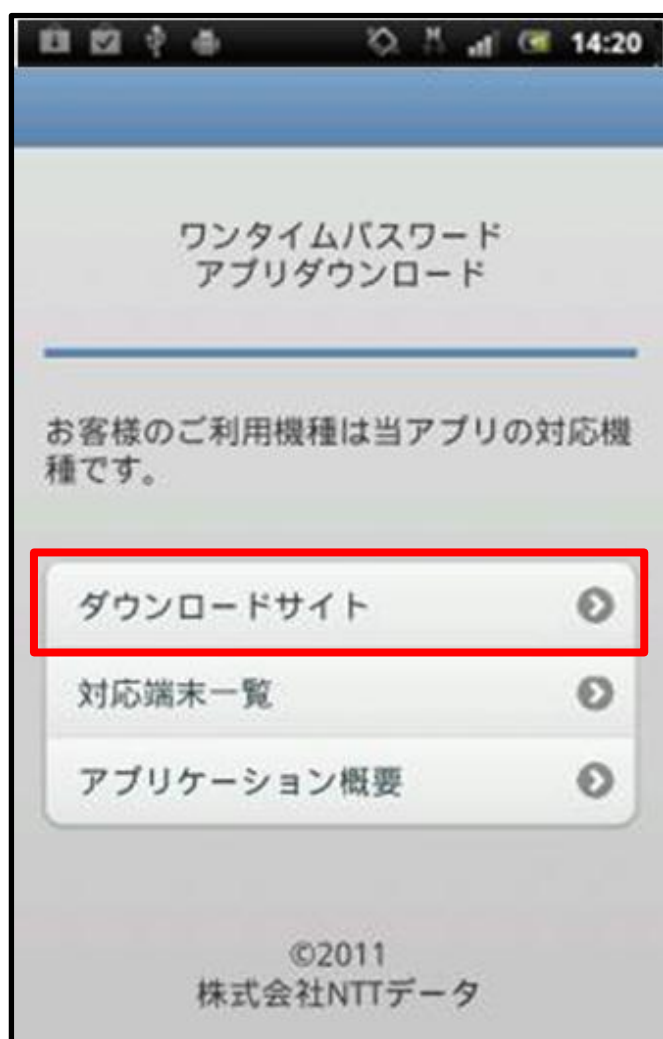 14:20
ワンタイムパスワード
アプリダウンロード
お客様のご利用機種は当アプリの対応機
種です。
ダウンロードサイト
対応端末一覧
アプリケーション概要
©2011
株式会社NTTデータ